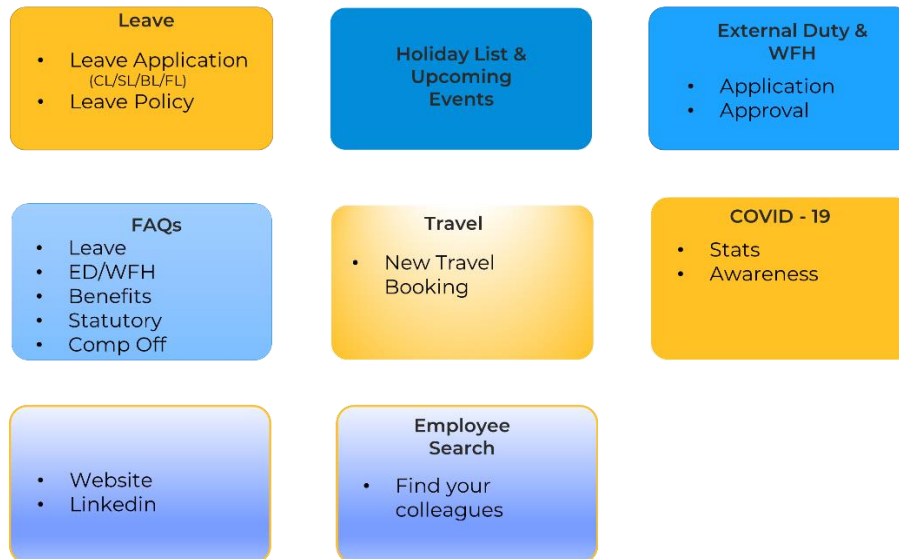 Leave
• Leave Application
(CL/SL/BL/FL)
• Leave Policy
Holiday List &
Upcoming
Events
External Duty &
WFH
• Application
• Approval
FAQs
• Leave
• ED/WFH
• Benefits
• Statutory
• Comp Off
Travel
• New Travel
Booking
COVID - 19
• Stats
• Awareness
• Website
• Linkedin
Employee
Search
• Find your
colleagues